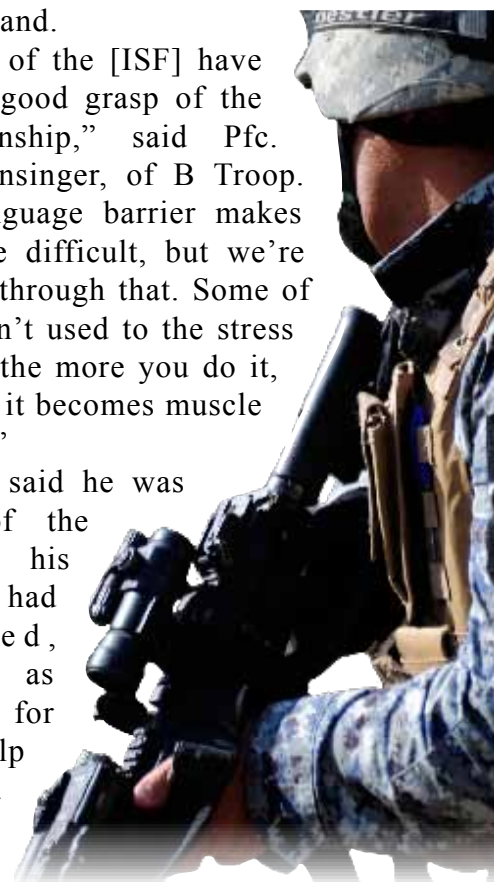 and.
of the [ISF] have
good grasp of the
nship,” said Pfc.
nsinger, of B Troop.
guage barrier makes
e difficult, but we’re
through that. Some of
n’t used to the stress
the more you do it,
it becomes muscle
”
said he was
of the
his
had
e d ,
as
for
lp